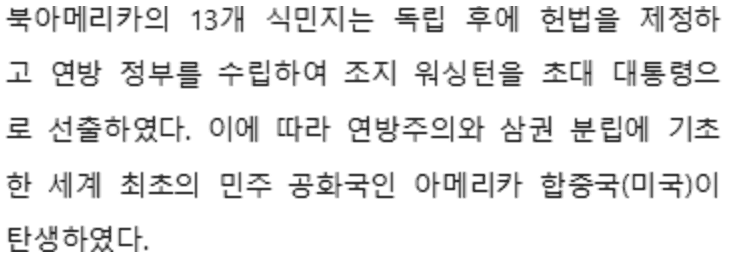 북아메리카의 13개 식민지는 독립 후에 헌법을 제정하
고 연방 정부를 수립하여 조지 워싱턴을 초대 대통령으
로 선출하였다. 이에 따라 연방주의와 삼권 분립에 기초
한 세계 최초의 민주 공화국인 아메리카 합중국(미국)이
탄생하였다.